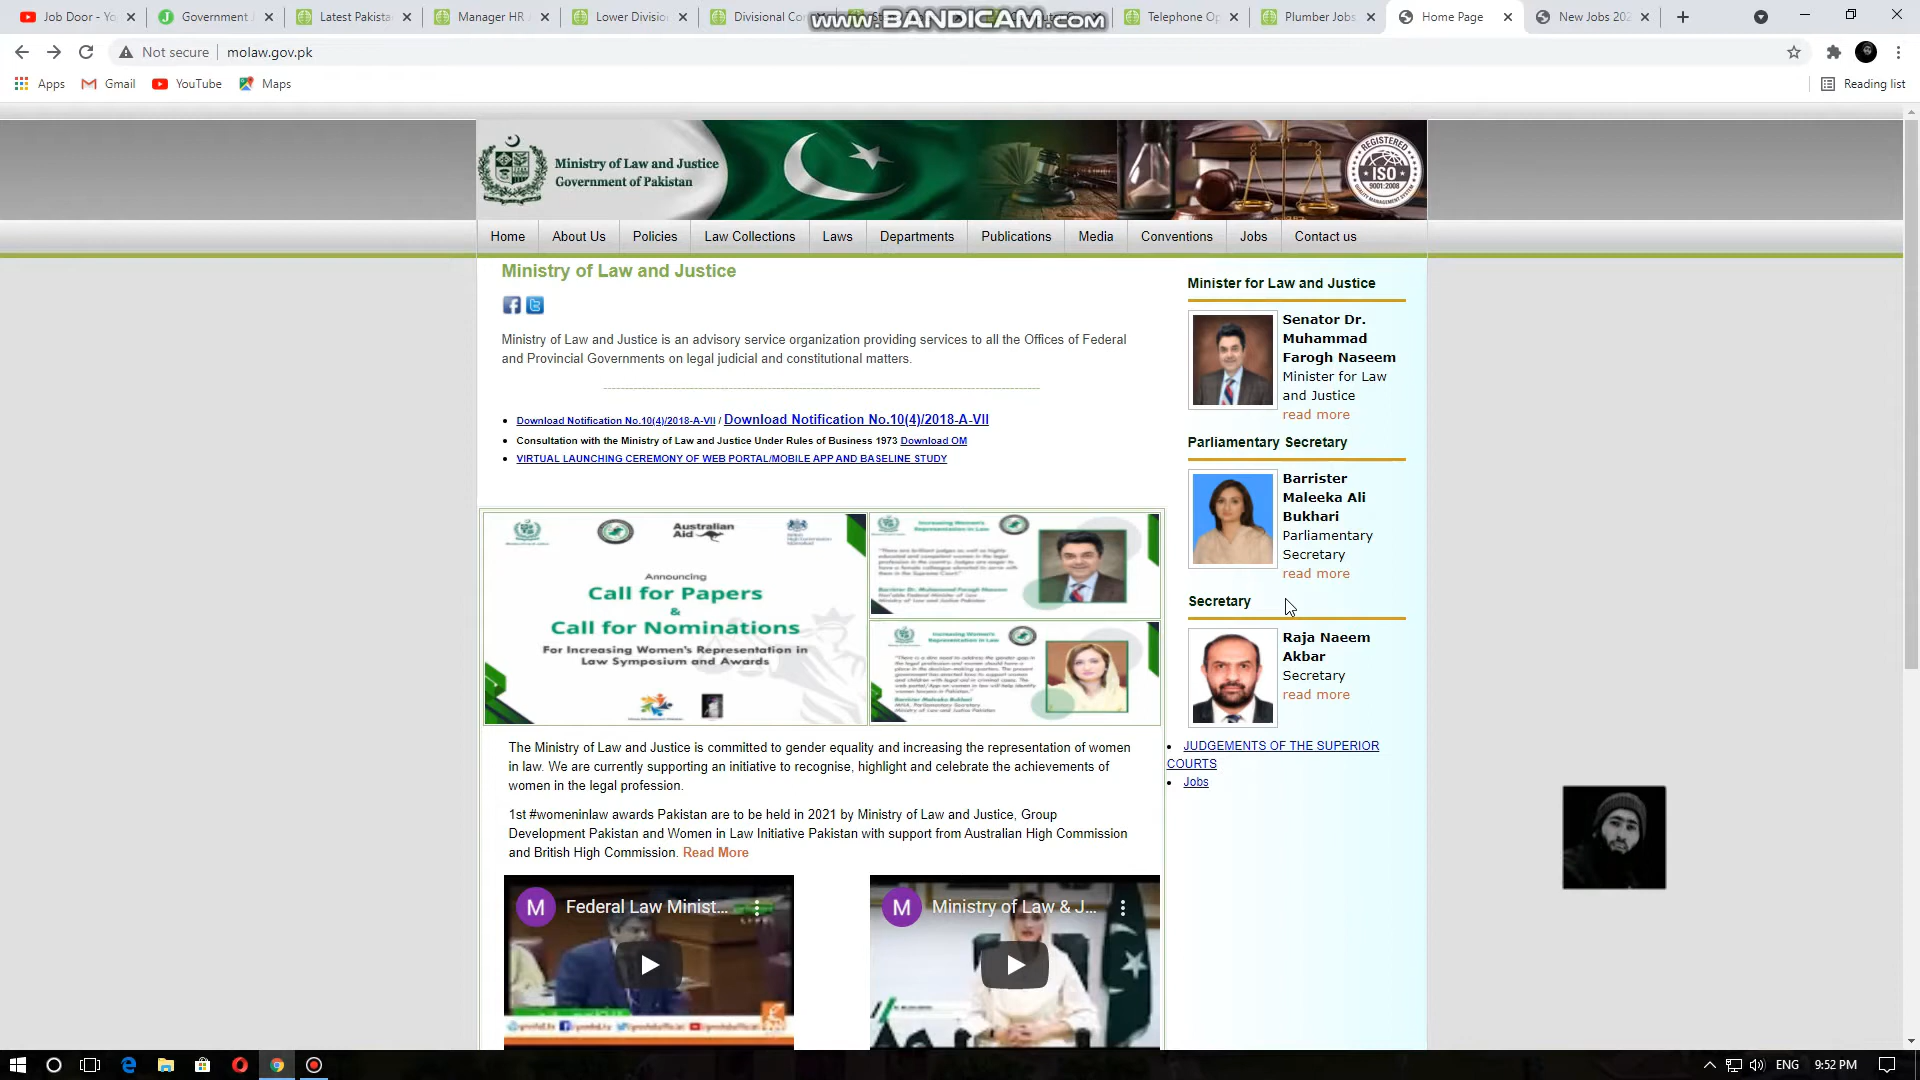 Job Door - Yo
Government J
Latest Pakista
Manager HR
Lower Divisio
Divisional Co
www.BANDICAM.com
Telephone Op
Plumber Jobs
Home Page
New Jobs 202
Not secure
molaw.gov.pk
Apps
Gmail
YouTube
Maps
Reading list
Ministry of Law and Justice
Government of Pakistan
REGISTERED
ISO
9001:2008
Home
About Us
Policies
Law Collections
Laws
Departments
Publications
Media
Conventions
Jobs
Contact us
Ministry of Law and Justice
Ministry of Law and Justice is an advisory service organization providing services to all the Offices of Federal
and Provincial Governments on legal judicial and constitutional matters.
Download Notification No.10(4)/2018-A-VII / Download Notification No.10(4)/2018-A-VII
Consultation with the Ministry of Law and Justice Under Rules of Business 1973 Download OM
VIRTUAL LAUNCHING CEREMONY OF WEB PORTAL/MOBILE APP AND BASELINE STUDY
Australian
Aid
Announcing
Call for Papers
&
Call for Nominations
For Increasing Women's Representation in
Law Symposium and Awards
Increasing Women's
Representation in Law
Increasing Women's
Representation in Law
The Ministry of Law and Justice is committed to gender equality and increasing the representation of women
in law. We are currently supporting an initiative to recognise, highlight and celebrate the achievements of
women in the legal profession.
1st #womeninlaw awards Pakistan are to be held in 2021 by Ministry of Law and Justice, Group
Development Pakistan and Women in Law Initiative Pakistan with support from Australian High Commission
and British High Commission. Read More
M
Federal Law Minist...
M
Ministry of Law & J...
Minister for Law and Justice
Senator Dr.
Muhammad
Farogh Naseem
Minister for Law
and Justice
read more
Parliamentary Secretary
Barrister
Maleeka Ali
Bukhari
Parliamentary
Secretary
read more
Secretary
Raja Naeem
Akbar
Secretary
read more
JUDGEMENTS OF THE SUPERIOR
COURTS
Jobs
ENG
9:52 PM